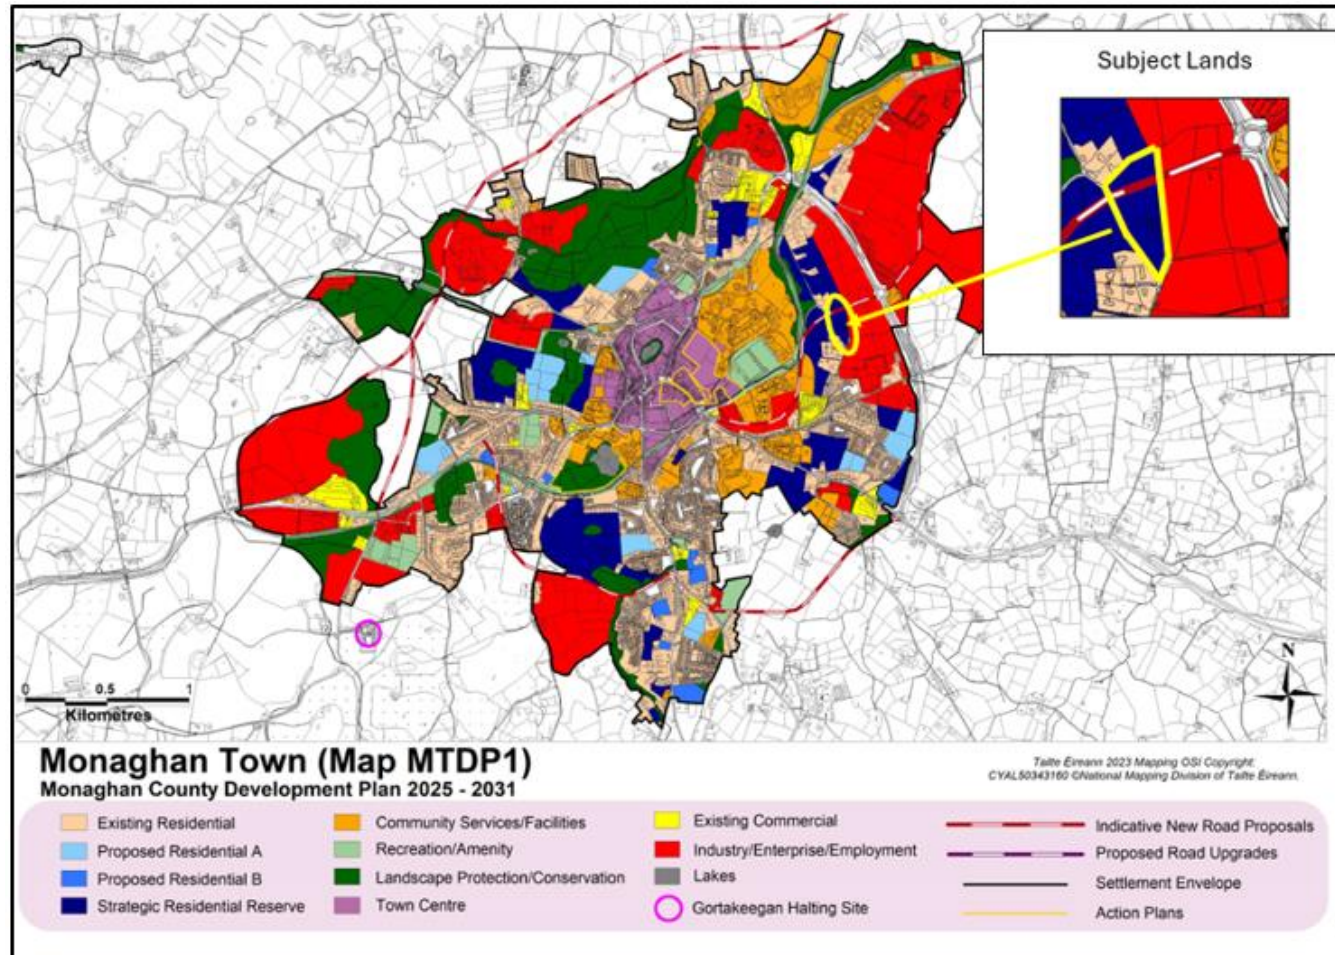 Subject Lands
N
0 0.5 1
Kilometres
Monaghan Town (Map MTDP1)
Monaghan County Development Plan 2025 - 2031
Tailte Éireann 2023 Mapping OSI Copyright:
CYAL50343160 ©National Mapping Division of Tailte Éireann.
Existing Residential
Proposed Residential A
Proposed Residential B
Strategic Residential Reserve
Community Services/Facilities
Recreation/Amenity
Landscape Protection/Conservation
Town Centre
Existing Commercial
Industry/Enterprise/Employment
Lakes
Gortakeegan Halting Site
Indicative New Road Proposals
Proposed Road Upgrades
Settlement Envelope
Action Plans